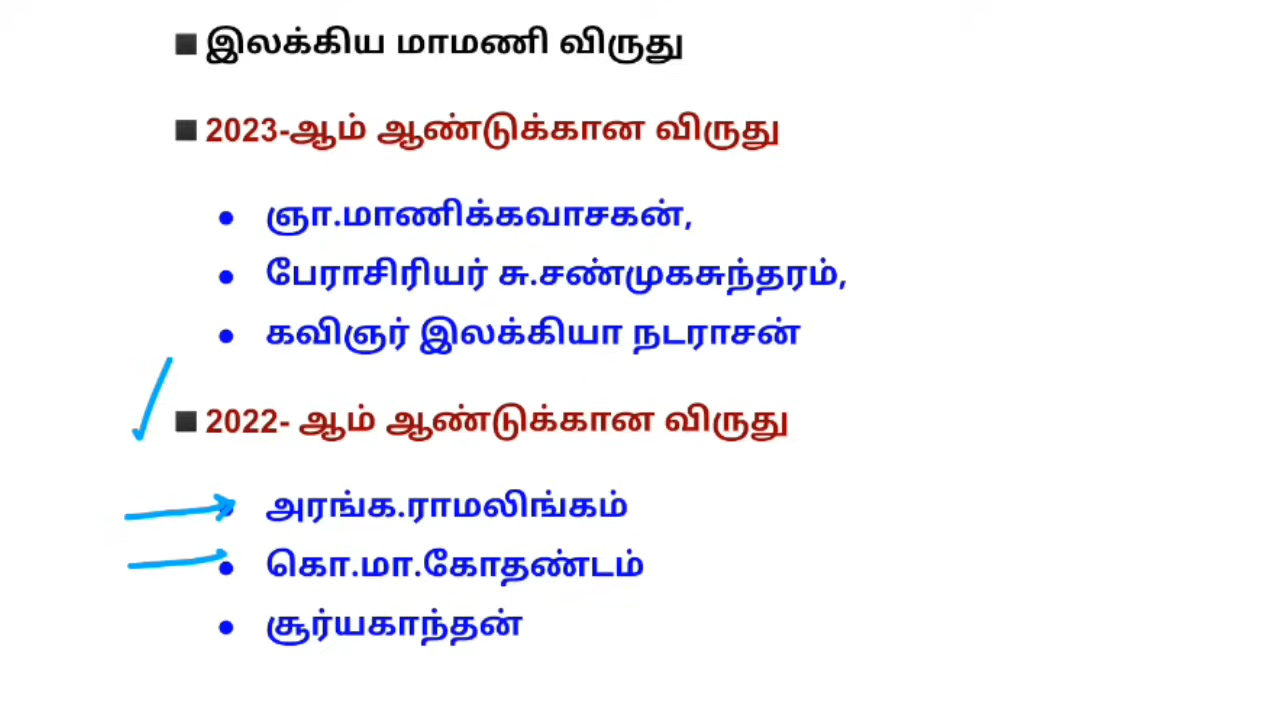 இலக்கிய மாமணி விருது
2023-ஆம் ஆண்டுக்கான விருது
ஞா.மாணிக்கவாசகன்,
பேராசிரியர் சு.சண்முகசுந்தரம்,
கவிஞர் இலக்கியா நடராசன்
2022- ஆம் ஆண்டுக்கான விருது
அரங்க.ராமலிங்கம்
கொ.மா.கோதண்டம்
சூர்யகாந்தன்